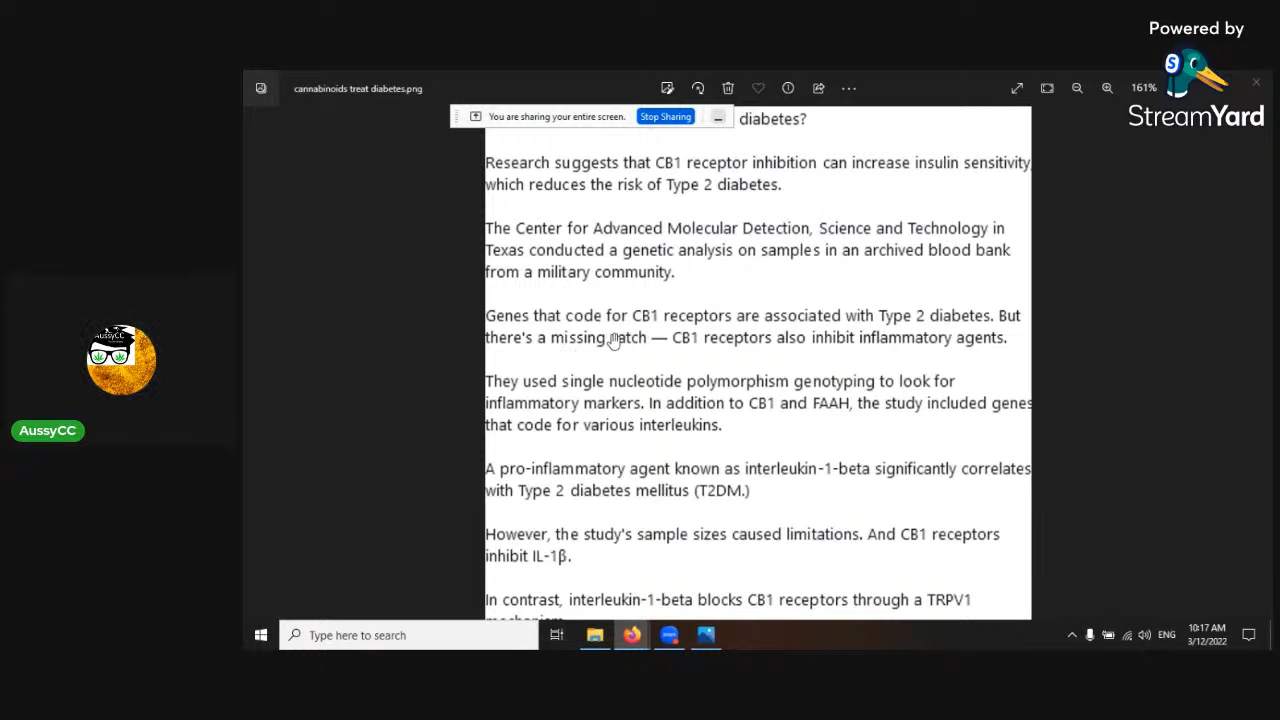 Powered by
StreamYard
cannabinoids treat diabetes.png
161%
You are sharing your entire screen.
Stop Sharing
diabetes?
Research suggests that CB1 receptor inhibition can increase insulin sensitivity,
which reduces the risk of Type 2 diabetes.
The Center for Advanced Molecular Detection, Science and Technology in
Texas conducted a genetic analysis on samples in an archived blood bank
from a military community.
Genes that code for CB1 receptors are associated with Type 2 diabetes. But
there's a missing patch — CB1 receptors also inhibit inflammatory agents.
They used single nucleotide polymorphism genotyping to look for
inflammatory markers. In addition to CB1 and FAAH, the study included genes
that code for various interleukins.
A pro-inflammatory agent known as interleukin-1-beta significantly correlates
with Type 2 diabetes mellitus (T2DM.)
However, the study's sample sizes caused limitations. And CB1 receptors
inhibit IL-1β.
In contrast, interleukin-1-beta blocks CB1 receptors through a TRPV1
mechanism.
AussyCC
AussyCC
Type here to search
ENG
10:17 AM
3/12/2022